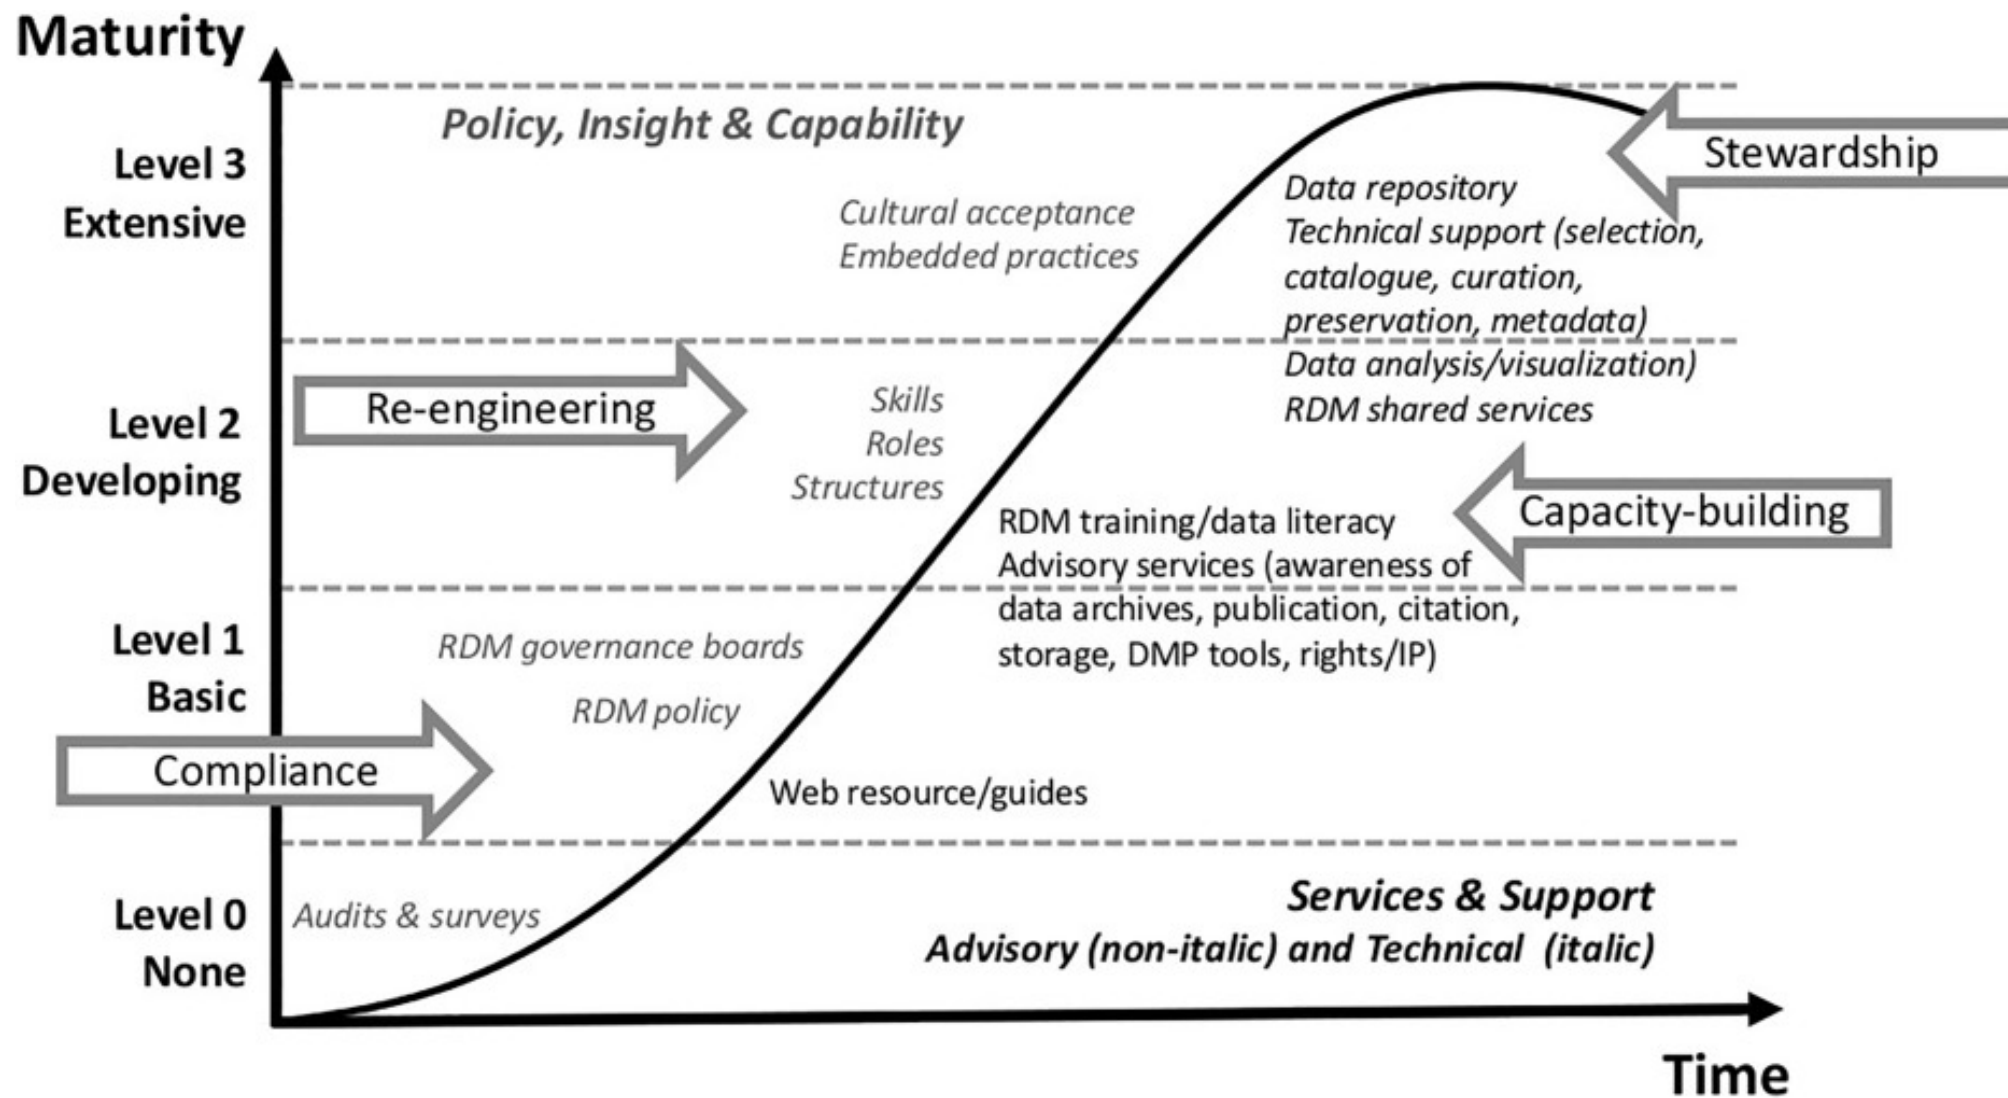 Maturity
Policy, Insight & Capability
Level 3
Extensive
Stewardship
Cultural acceptance
Embedded practices
Data repository
Technical support (selection,
catalogue, curation,
preservation, metadata)
Data analysis/visualization)
RDM shared services
Level 2
Developing
Re-engineering
Skills
Roles
Structures
Capacity-building
RDM training/data literacy
Advisory services (awareness of
data archives, publication, citation,
storage, DMP tools, rights/IP)
Level 1
Basic
RDM governance boards
RDM policy
Compliance
Web resource/guides
Level 0
None
Audits & surveys
Services & Support
Advisory (non-italic) and Technical (italic)
Time